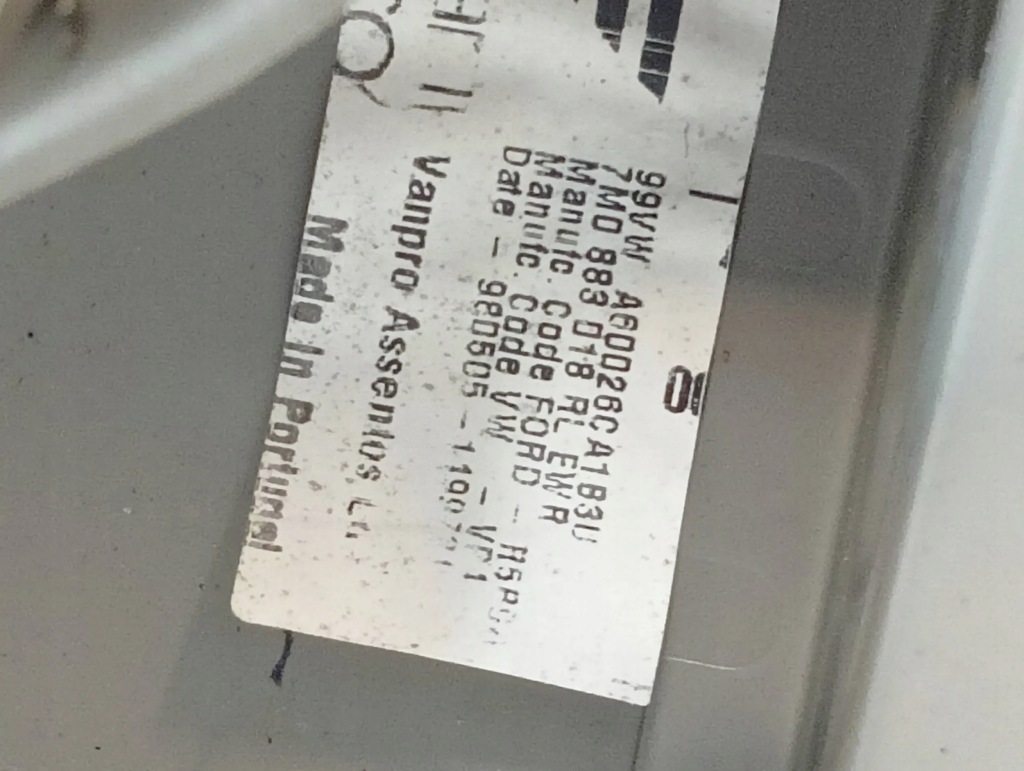 99VW A60026CA1B3U
7M0 883 018 RL EWR
Manufc. Code FORD -
Manufc. Code VW -
Date - 980505 -
Vanpro Assentos
Made In Portugal